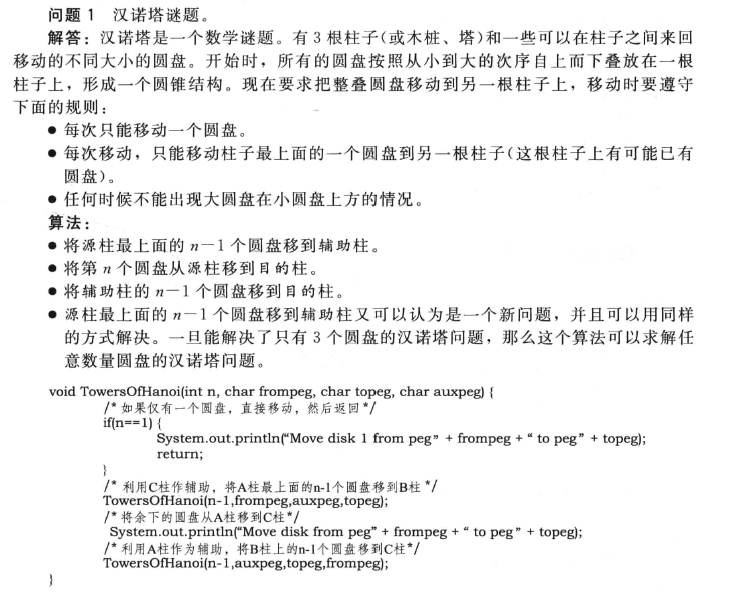 问题 1 汉诺塔谜题。
解答：汉诺塔是一个数学谜题。有 3 根柱子(或木桩、塔)和一些可以在柱子之间来回
移动的不同大小的圆盘。开始时，所有的圆盘按照从小到大的次序自上而下叠放在一根
柱子上，形成一个圆锥结构。现在要求把整叠圆盘移动到另一根柱子上，移动时要遵守
下面的规则：
● 每次只能移动一个圆盘。
● 每次移动，只能移动柱子最上面的一个圆盘到另一根柱子(这根柱子上有可能已有
圆盘)。
● 任何时候不能出现大圆盘在小圆盘上方的情况。
算法：
● 将源柱最上面的 n－1 个圆盘移到辅助柱。
● 将第 n 个圆盘从源柱移到目的柱。
● 将辅助柱的 n－1 个圆盘移到目的柱。
● 源柱最上面的 n－1 个圆盘移到辅助柱又可以认为是一个新问题，并且可以用同样
的方式解决。一旦能解决了只有 3 个圆盘的汉诺塔问题，那么这个算法可以求解任
意数量圆盘的汉诺塔问题。
void TowersOfHanoi(int n, char frompeg, char topeg, char auxpeg) {
/* 如果仅有一个圆盘，直接移动，然后返回 */
if(n==1) {
System.out.println(“Move disk 1 from peg” + frompeg + “ to peg” + topeg);
return;
}
/* 利用C柱作辅助，将A柱最上面的n-1个圆盘移到B柱 */
TowersOfHanoi(n-1,frompeg,auxpeg,topeg);
/* 将余下的圆盘从A柱移到C柱*/
System.out.println(“Move disk from peg” + frompeg + “ to peg” + topeg);
/* 利用A柱作为辅助，将B柱上的n-1个圆盘移到C柱*/
TowersOfHanoi(n-1,auxpeg,topeg,frompeg);
}